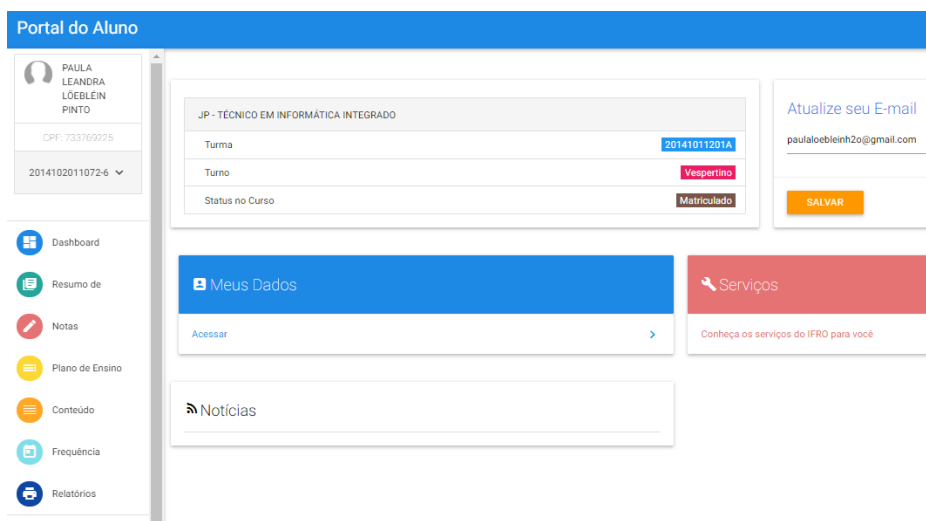 Portal do Aluno
PAULA
LEANDRA
LÖEBLEIN
PINTO
CPF: 733769225
2014102011072-6
Dashboard
Resumo de
Notas
Plano de Ensino
Conteúdo
Frequência
Relatórios
JP - TÉCNICO EM INFORMÁTICA INTEGRADO
Turma 20141011201A
Turno Vespertino
Status no Curso Matriculado
Atualize seu E-mail
paulaloebleinh2o@gmail.com
SALVAR
Meus Dados
Acessar
Serviços
Conheça os serviços do IFRO para você
Notícias